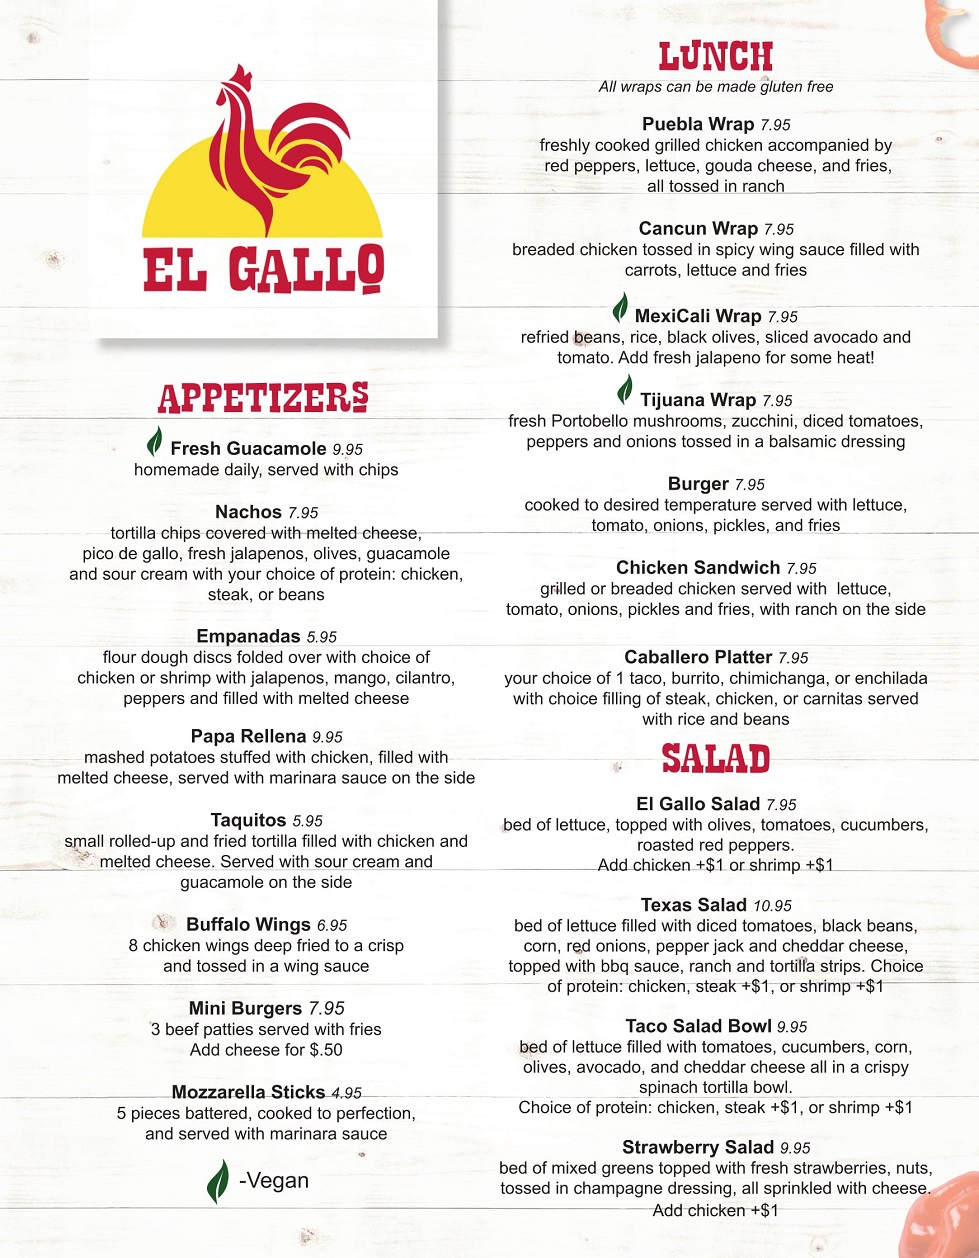 EL GALLO
APPETIZERS
Fresh Guacamole 9.95
homemade daily, served with chips
Nachos 7.95
tortilla chips covered with melted cheese,
pico de gallo, fresh jalapenos, olives, guacamole
and sour cream with your choice of protein: chicken,
steak, or beans
Empanadas 5.95
flour dough discs folded over with choice of
chicken or shrimp with jalapenos, mango, cilantro,
peppers and filled with melted cheese
Papa Rellena 9.95
mashed potatoes stuffed with chicken, filled with
melted cheese, served with marinara sauce on the side
Taquitos 5.95
small rolled-up and fried tortilla filled with chicken and
melted cheese. Served with sour cream and
guacamole on the side
Buffalo Wings 6.95
8 chicken wings deep fried to a crisp
and tossed in a wing sauce
Mini Burgers 7.95
3 beef patties served with fries
Add cheese for $.50
Mozzarella Sticks 4.95
5 pieces battered, cooked to perfection,
and served with marinara sauce
-Vegan
LUNCH
All wraps can be made gluten free
Puebla Wrap 7.95
freshly cooked grilled chicken accompanied by
red peppers, lettuce, gouda cheese, and fries,
all tossed in ranch
Cancun Wrap 7.95
breaded chicken tossed in spicy wing sauce filled with
carrots, lettuce and fries
MexiCali Wrap 7.95
refried beans, rice, black olives, sliced avocado and
tomato. Add fresh jalapeno for some heat!
Tijuana Wrap 7.95
fresh Portobello mushrooms, zucchini, diced tomatoes,
peppers and onions tossed in a balsamic dressing
Burger 7.95
cooked to desired temperature served with lettuce,
tomato, onions, pickles, and fries
Chicken Sandwich 7.95
grilled or breaded chicken served with lettuce,
tomato, onions, pickles and fries, with ranch on the side
Caballero Platter 7.95
your choice of 1 taco, burrito, chimichanga, or enchilada
with choice filling of steak, chicken, or carnitas served
with rice and beans
SALAD
El Gallo Salad 7.95
bed of lettuce, topped with olives, tomatoes, cucumbers,
roasted red peppers.
Add chicken +$1 or shrimp +$1
Texas Salad 10.95
bed of lettuce filled with diced tomatoes, black beans,
corn, red onions, pepper jack and cheddar cheese,
topped with bbq sauce, ranch and tortilla strips. Choice
of protein: chicken, steak +$1, or shrimp +$1
Taco Salad Bowl 9.95
bed of lettuce filled with tomatoes, cucumbers, corn,
olives, avocado, and cheddar cheese all in a crispy
spinach tortilla bowl.
Choice of protein: chicken, steak +$1, or shrimp +$1
Strawberry Salad 9.95
bed of mixed greens topped with fresh strawberries, nuts,
tossed in champagne dressing, all sprinkled with cheese.
Add chicken +$1